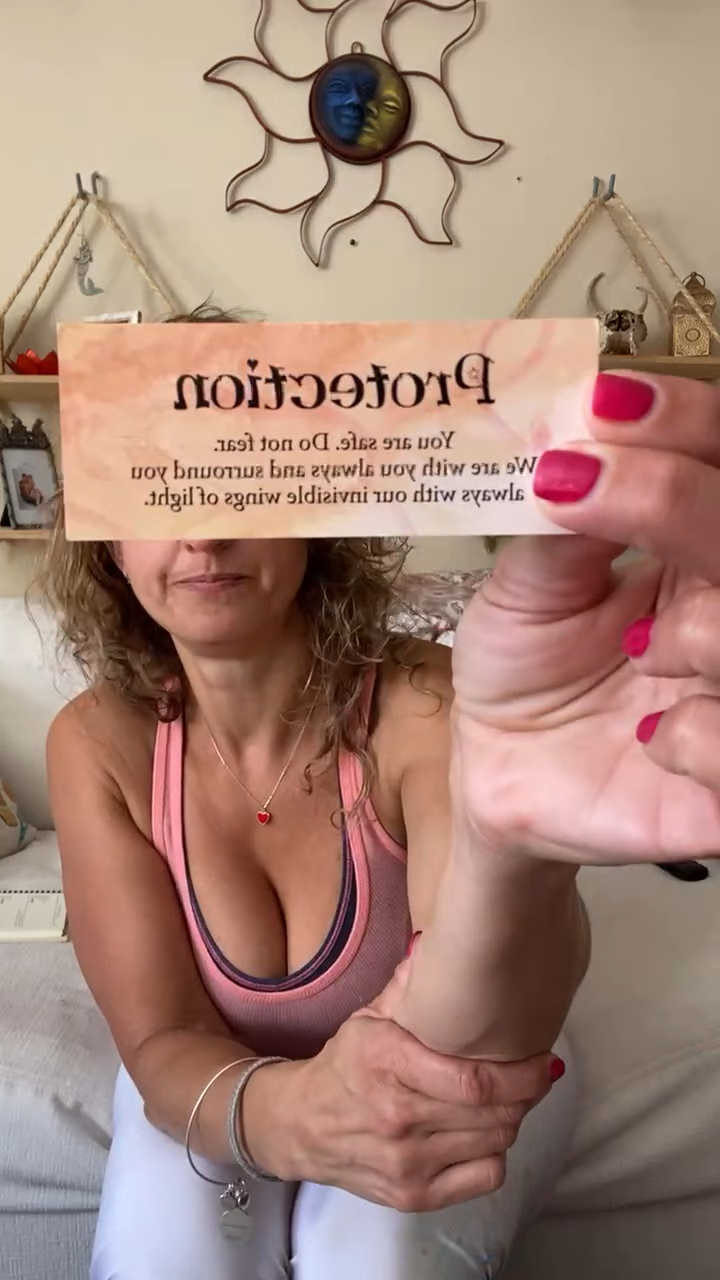 Protection
You are safe. Do not fear.
We are with you always and surround you
always with our invisible wings of light.